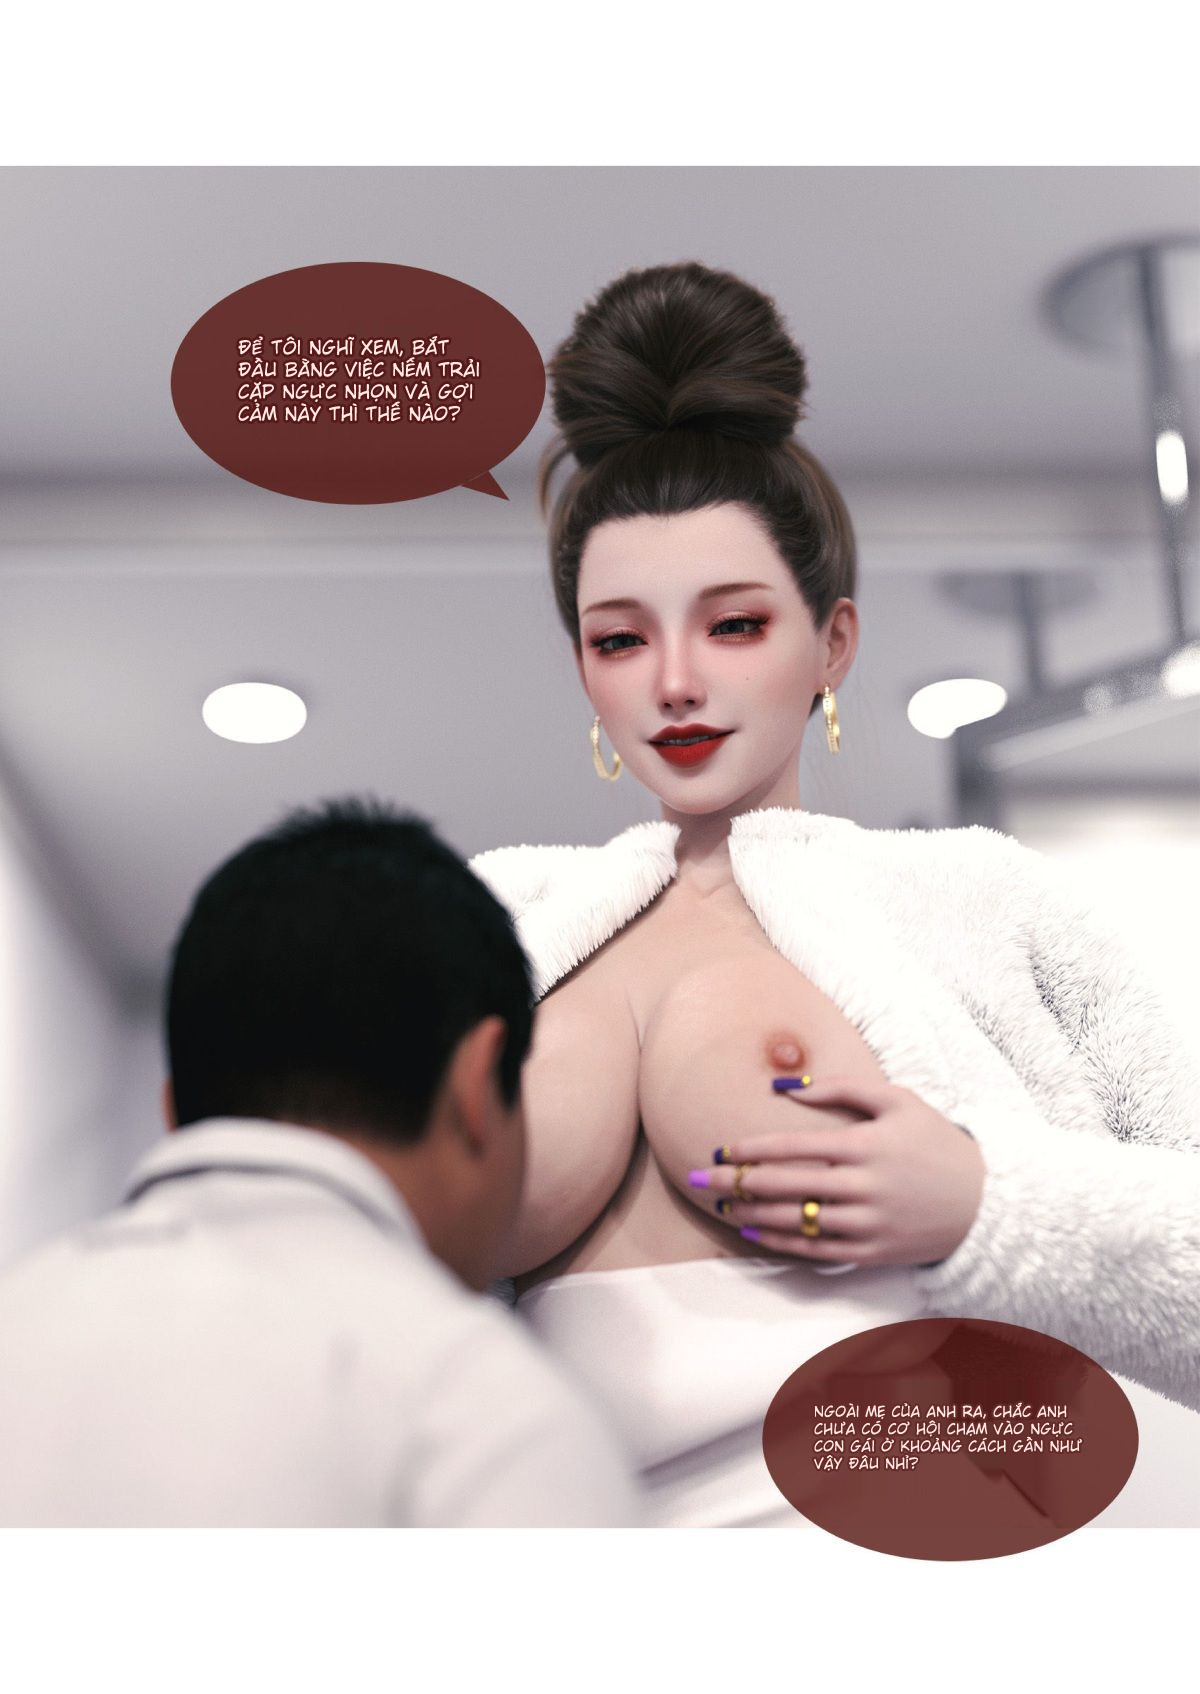 ĐỂ TÔI NGHĨ XEM, BẮT
ĐẦU BẰNG VIỆC NẾM TRẢI
CẶP NGỰC NHỌN VÀ GỢI
CẢM NÀY THÌ THẾ NÀO?
NGOÀI MẸ CỦA ANH RA, CHẮC ANH
CHƯA CÓ CƠ HỘI CHẠM VÀO NGỰC
CON GÁI Ở KHOẢNG CÁCH GẦN NHƯ
VẬY ĐÂU NHỈ?